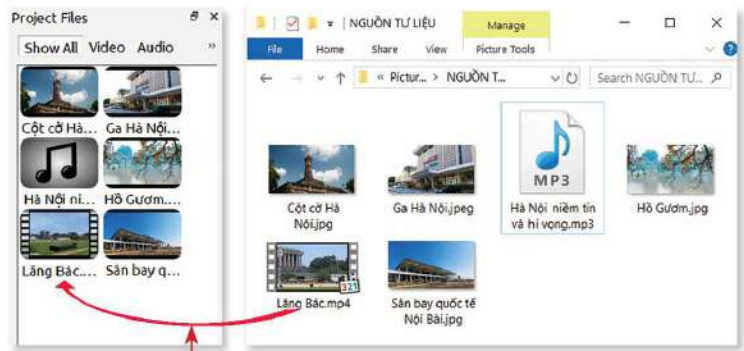 Project Files
Show All Video Audio »
Cột cờ Hà... Ga Hà Nội...
Hà Nội ni... Hồ Gươm....
Lăng Bác.... Sân bay q...
NGUỒN TƯ LIỆU
Manage
File Home Share View Picture Tools
« Pictur... > NGUỒN T...
Search NGUỒN TƯ...
MP3
Cột cờ Hà Nội.jpg
Ga Hà Nội.jpeg
Hà Nội niềm tin và hi vọng.mp3
Hồ Gươm.jpg
321
Lăng Bác.mp4
Sân bay quốc tế Nội Bài.jpg